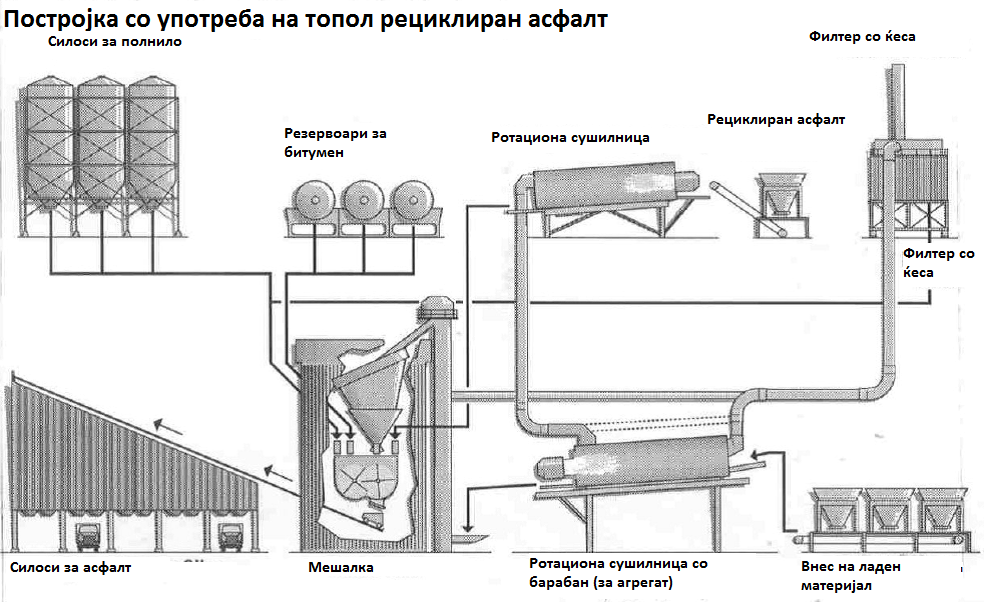 Постројка со употреба на топол рециклиран асфалт
Силоси за полнило
Филтер со ќеса
Резервоари за
битумен
Ротациона сушилница
Рециклиран асфалт
Филтер со
ќеса
Силоси за асфалт
Мешалка
Ротациона сушилница со
барабан (за агрегат)
Внес на ладен
материјал